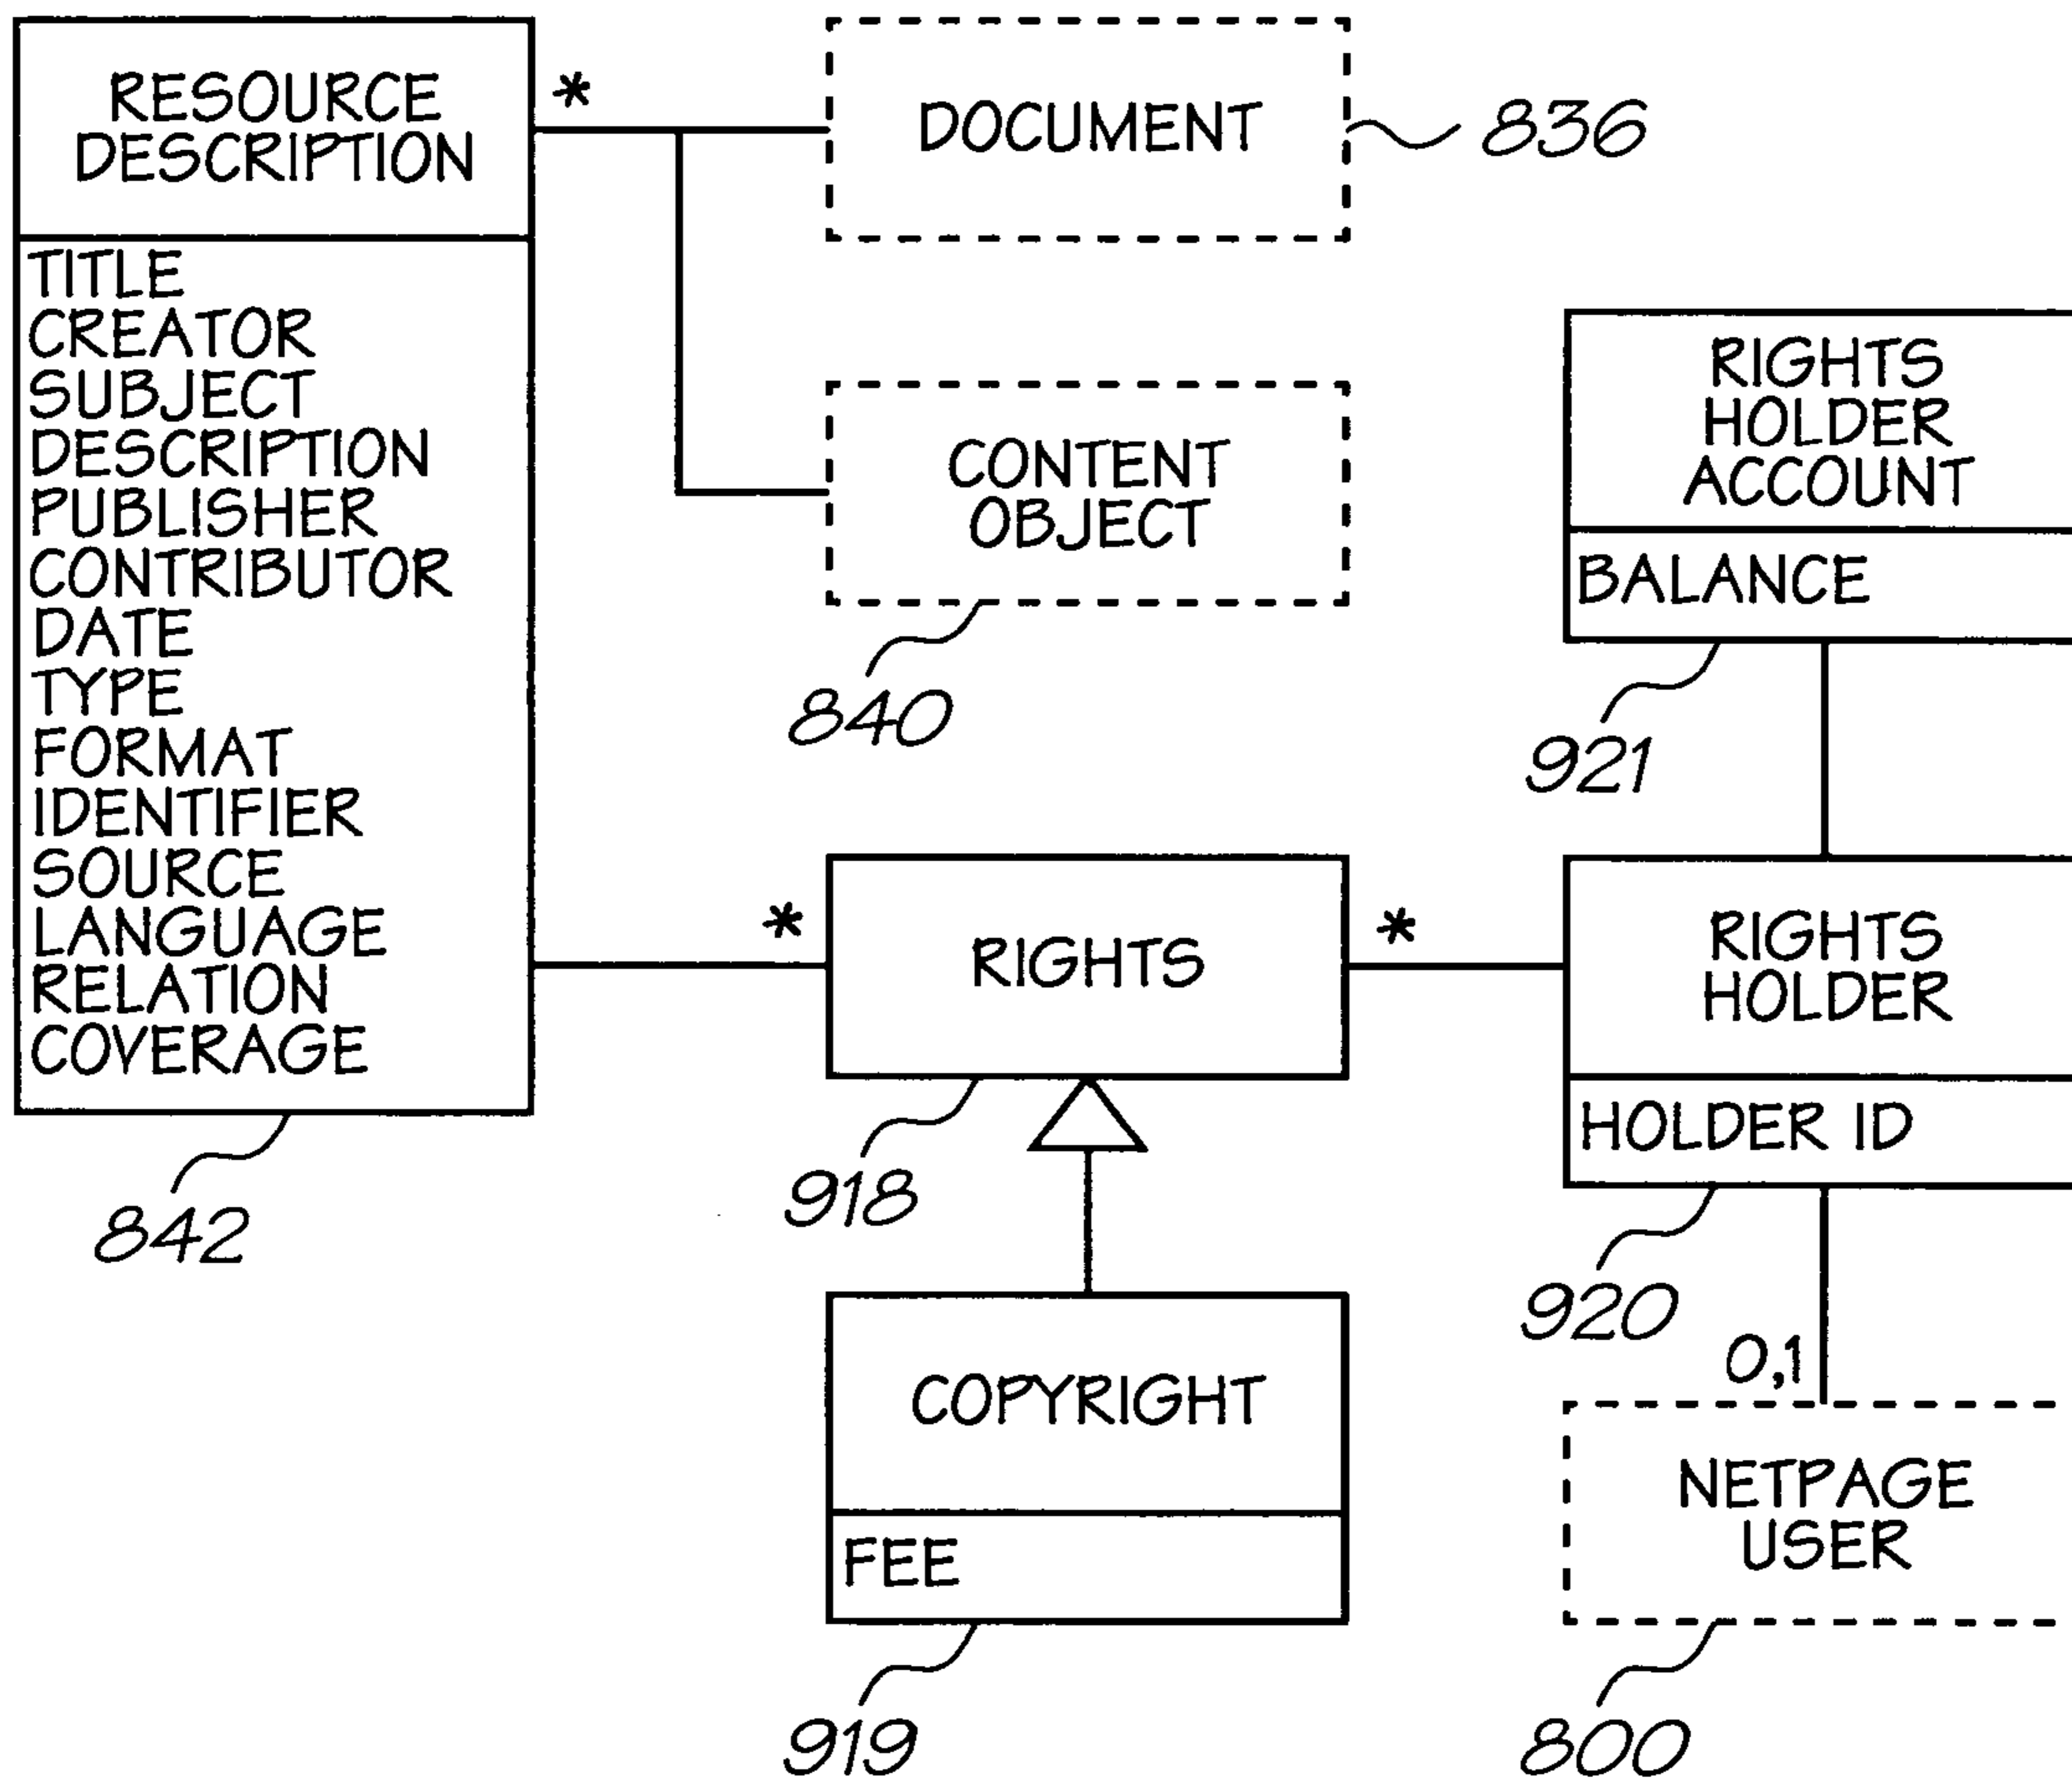 RESOURCE
DESCRIPTION
*
TITLE
CREATOR
SUBJECT
DESCRIPTION
PUBLISHER
CONTRIBUTOR
DATE
TYPE
FORMAT
IDENTIFIER
SOURCE
LANGUAGE
RELATION
COVERAGE
842
DOCUMENT
836
CONTENT
OBJECT
840
RIGHTS
HOLDER
ACCOUNT
BALANCE
921
*
RIGHTS
*
918
RIGHTS
HOLDER
HOLDER ID
920
COPYRIGHT
FEE
919
0,1
NETPAGE
USER
800